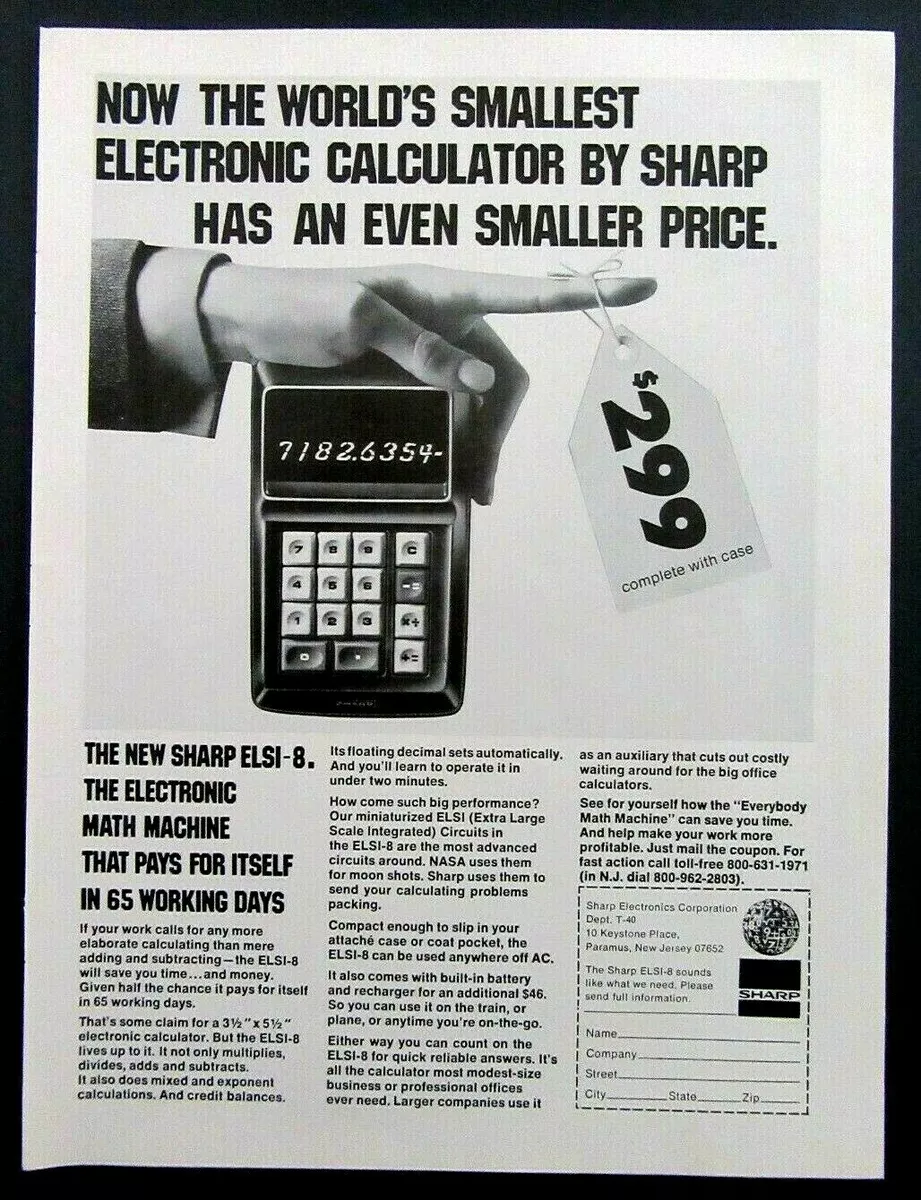 NOW THE WORLD'S SMALLEST
ELECTRONIC CALCULATOR BY SHARP
HAS AN EVEN SMALLER PRICE.
$299
complete with case
7182.6354-
7 8 9 C
4 5 6 -=
1 2 3 x÷
0 . +=
SHARP
THE NEW SHARP ELSI-8.
THE ELECTRONIC
MATH MACHINE
THAT PAYS FOR ITSELF
IN 65 WORKING DAYS
If your work calls for any more
elaborate calculating than mere
adding and subtracting—the ELSI-8
will save you time...and money.
Given half the chance it pays for itself
in 65 working days.
That's some claim for a 3½" x 5½"
electronic calculator. But the ELSI-8
lives up to it. It not only multiplies,
divides, adds and subtracts.
It also does mixed and exponent
calculations. And credit balances.
Its floating decimal sets automatically.
And you'll learn to operate it in
under two minutes.
How come such big performance?
Our miniaturized ELSI (Extra Large
Scale Integrated) Circuits in
the ELSI-8 are the most advanced
circuits around. NASA uses them
for moon shots. Sharp uses them to
send your calculating problems
packing.
Compact enough to slip in your
attaché case or coat pocket, the
ELSI-8 can be used anywhere off AC.
It also comes with built-in battery
and recharger for an additional $46.
So you can use it on the train, or
plane, or anytime you're on-the-go.
Either way you can count on the
ELSI-8 for quick reliable answers. It's
all the calculator most modest-size
business or professional offices
ever need. Larger companies use it
as an auxiliary that cuts out costly
waiting around for the big office
calculators.
See for yourself how the "Everybody
Math Machine" can save you time.
And help make your work more
profitable. Just mail the coupon. For
fast action call toll-free 800-631-1971
(in N.J. dial 800-962-2803).
Sharp Electronics Corporation
Dept. T-40
10 Keystone Place,
Paramus, New Jersey 07652
The Sharp ELSI-8 sounds
like what we need. Please
send full information.
SHARP
Name
Company
Street
City State Zip